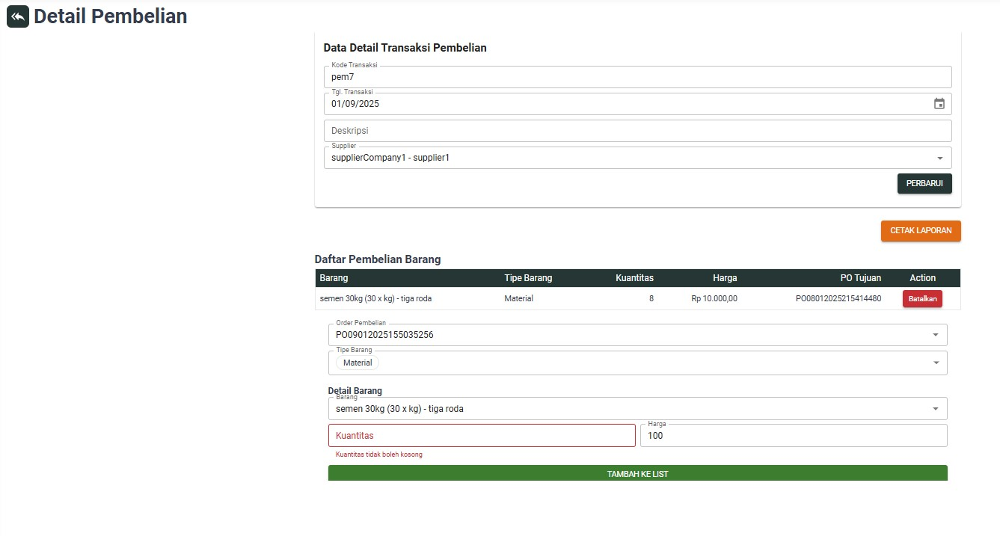 Detail Pembelian
Data Detail Transaksi Pembelian
Kode Transaksi
pem7
Tgl. Transaksi
01/09/2025
Deskripsi
Supplier
supplierCompany1 - supplier1
PERBARUI
CETAK LAPORAN
Daftar Pembelian Barang
Barang Tipe Barang Kuantitas Harga PO Tujuan Action
semen 30kg (30 x kg) - tiga roda Material 8 Rp 10.000,00 PO08012025215414480 Batalkan
Order Pembelian
PO09012025155035256
Tipe Barang
Material
Detail Barang
Barang
semen 30kg (30 x kg) - tiga roda
Harga
Kuantitas 100
Kuantitas tidak boleh kosong
TAMBAH KE LIST